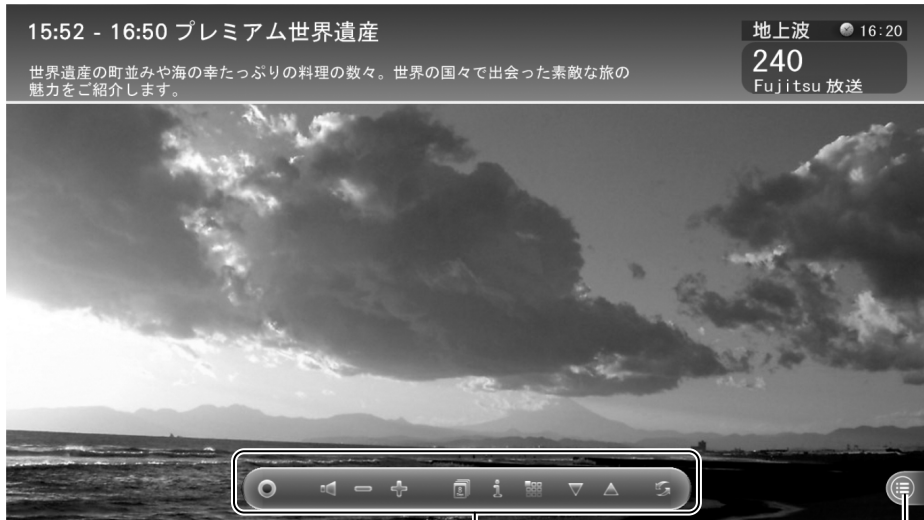 15:52 - 16:50 プレミアム世界遺産
世界遺産の町並みや海の幸たっぷりの料理の数々。世界の国々で出会った素敵な旅の
魅力をご紹介します。
地上波 16:20
240
Fujitsu 放送